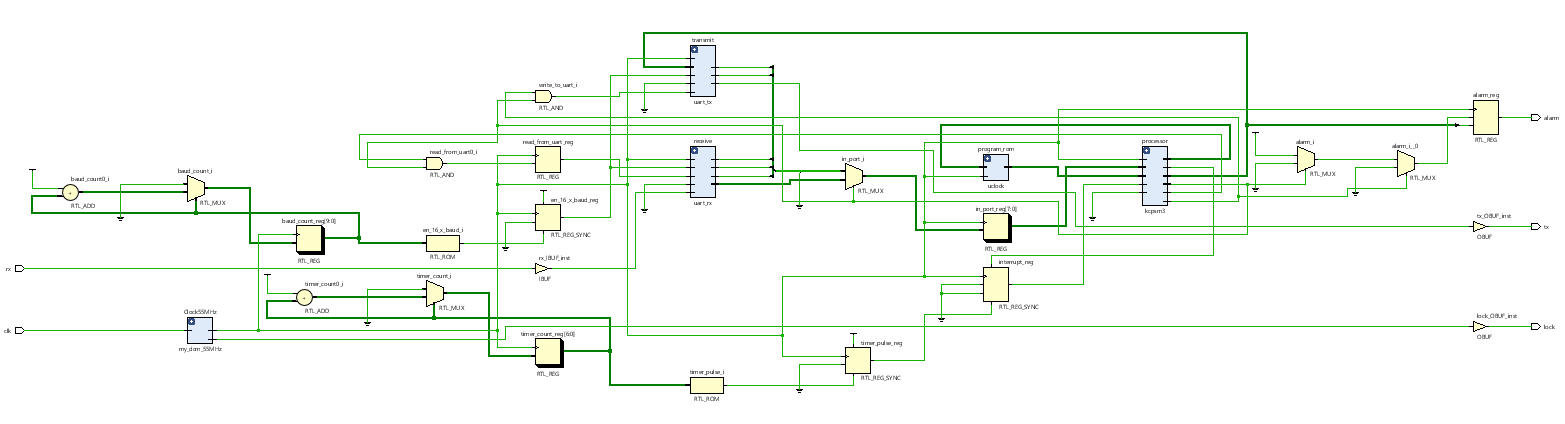 transmit
uart_tx
write_to_uart_i
RTL_AND
alarm_reg
RTL_REG
alarm
read_from_uart0_i
RTL_AND
read_from_uart_reg
RTL_REG
receive
uart_rx
in_port_i
RTL_MUX
program_rom
uclock
processor
kcpsm3
alarm_i
RTL_MUX
alarm_i_0
RTL_MUX
baud_count0_i
+
RTL_ADD
baud_count_i
RTL_MUX
baud_count_reg[9:0]
RTL_REG
en_16_x_baud_i
RTL_ROM
en_16_x_baud_reg
RTL_REG_SYNC
in_port_reg[7:0]
RTL_REG
tx_OBUF_inst
OBUF
tx
rx
rx_IBUF_inst
IBUF
interrupt_reg
RTL_REG_SYNC
timer_count0_i
+
RTL_ADD
timer_count_i
RTL_MUX
clk
Clock55MHz
my_dcm_55MHz
timer_count_reg[6:0]
RTL_REG
timer_pulse_i
RTL_ROM
timer_pulse_reg
RTL_REG_SYNC
lock_OBUF_inst
OBUF
lock